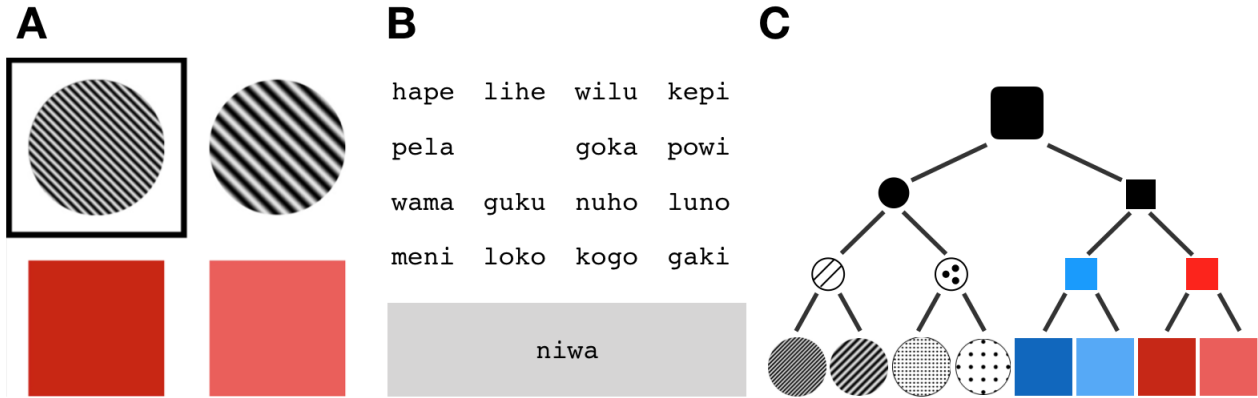 A B C
hape lihe wilu kepi
pela goka powi
wama guku nuho luno
meni loko kogo gaki
niwa